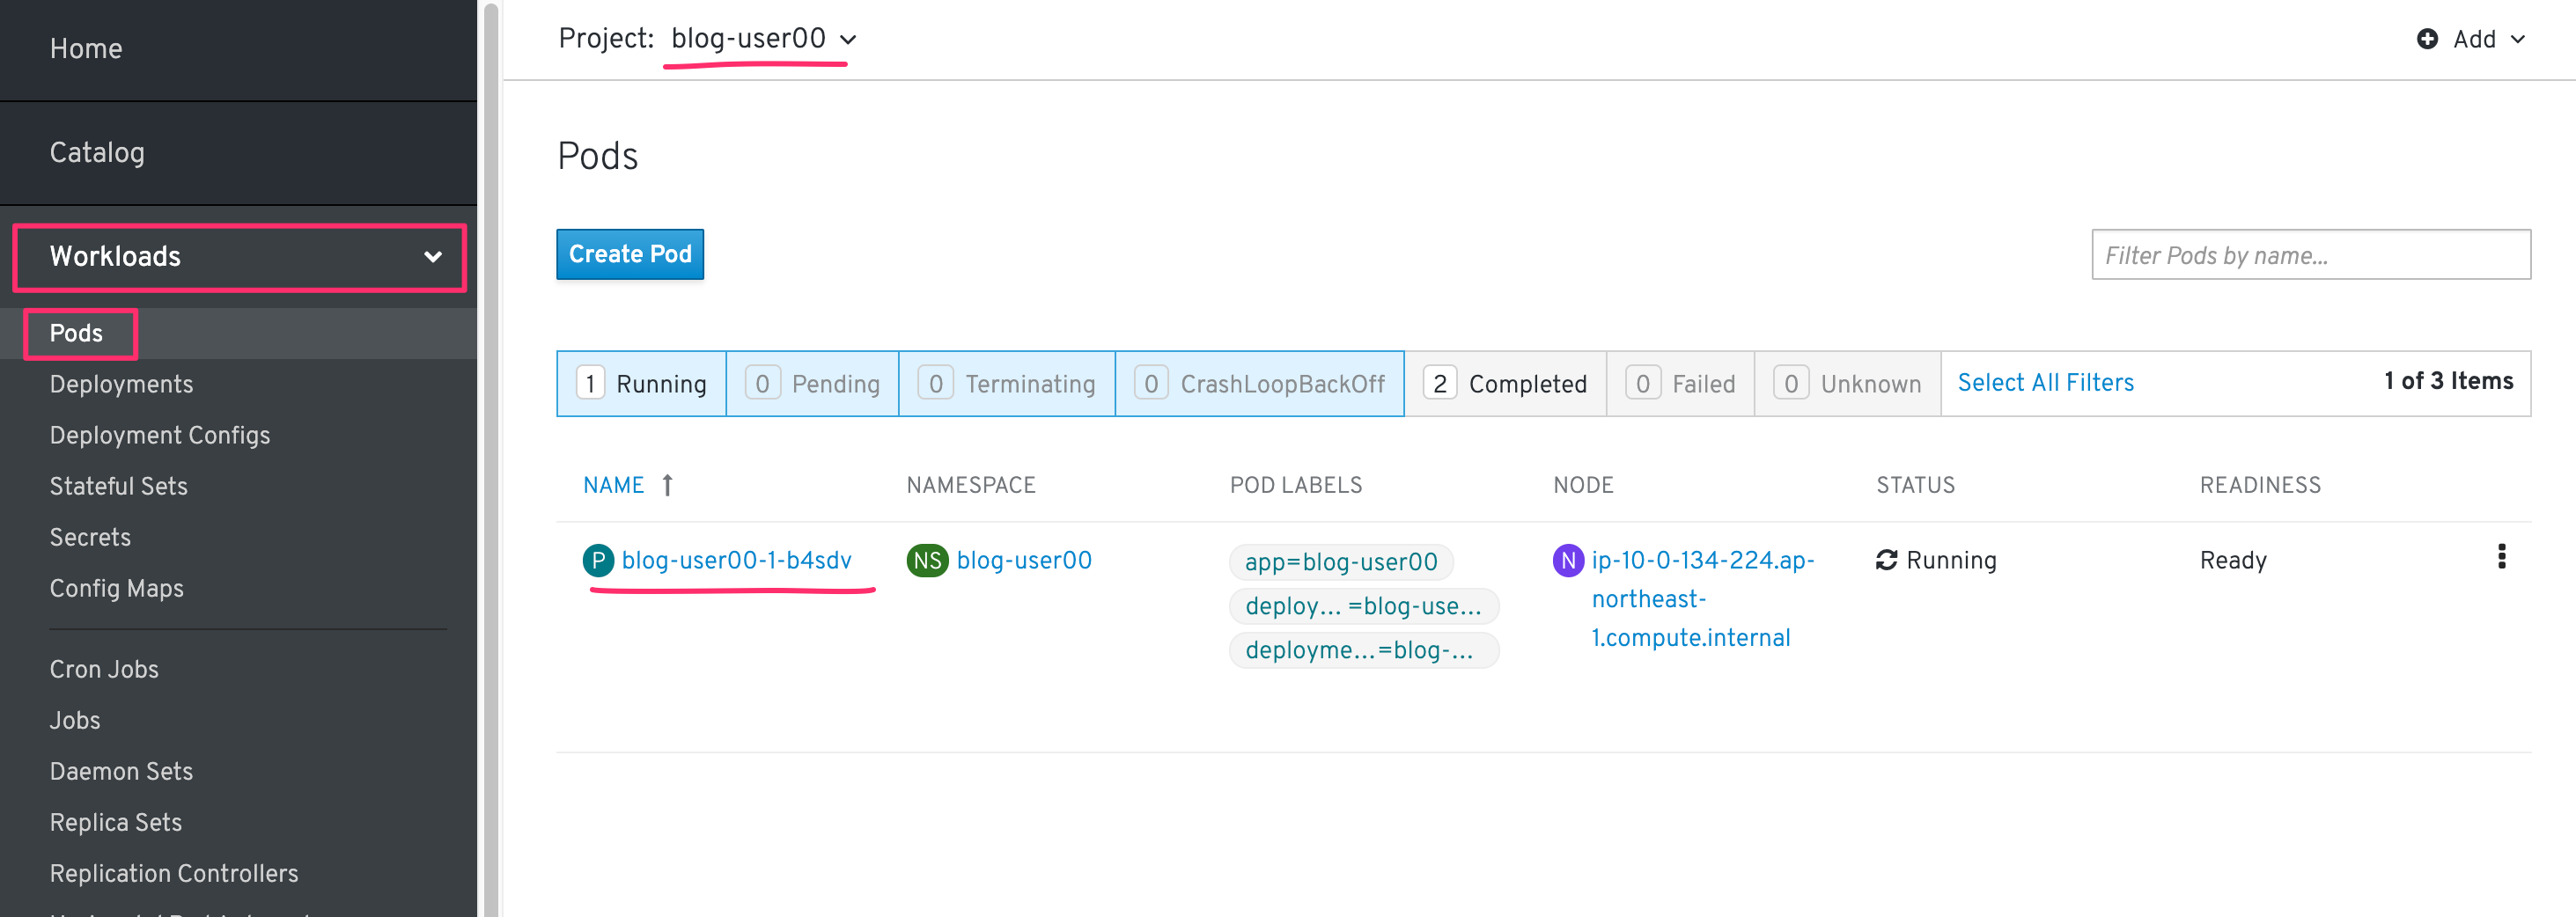 Home
Catalog
Workloads
Pods
Deployments
Deployment Configs
Stateful Sets
Secrets
Config Maps
Cron Jobs
Jobs
Daemon Sets
Replica Sets
Replication Controllers
Project: blog-user00
Add
Pods
Create Pod
Filter Pods by name...
1 Running 0 Pending 0 Terminating 0 CrashLoopBackOff 2 Completed 0 Failed 0 Unknown Select All Filters 1 of 3 Items
NAME NAMESPACE POD LABELS NODE STATUS READINESS
P blog-user00-1-b4sdv NS blog-user00 app=blog-user00 N ip-10-0-134-224.ap- Running Ready
deploy... =blog-use... northeast-
deployme...=blog-... 1.compute.internal